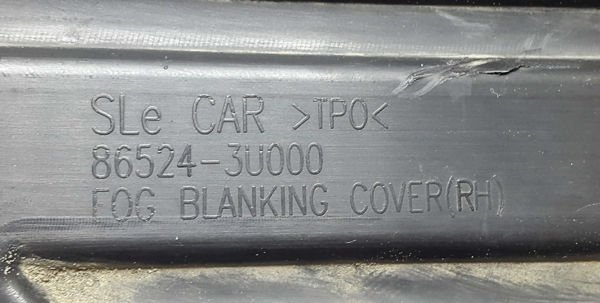 SLe CAR >TPO<
86524-3U000
FOG BLANKING COVER(RH)